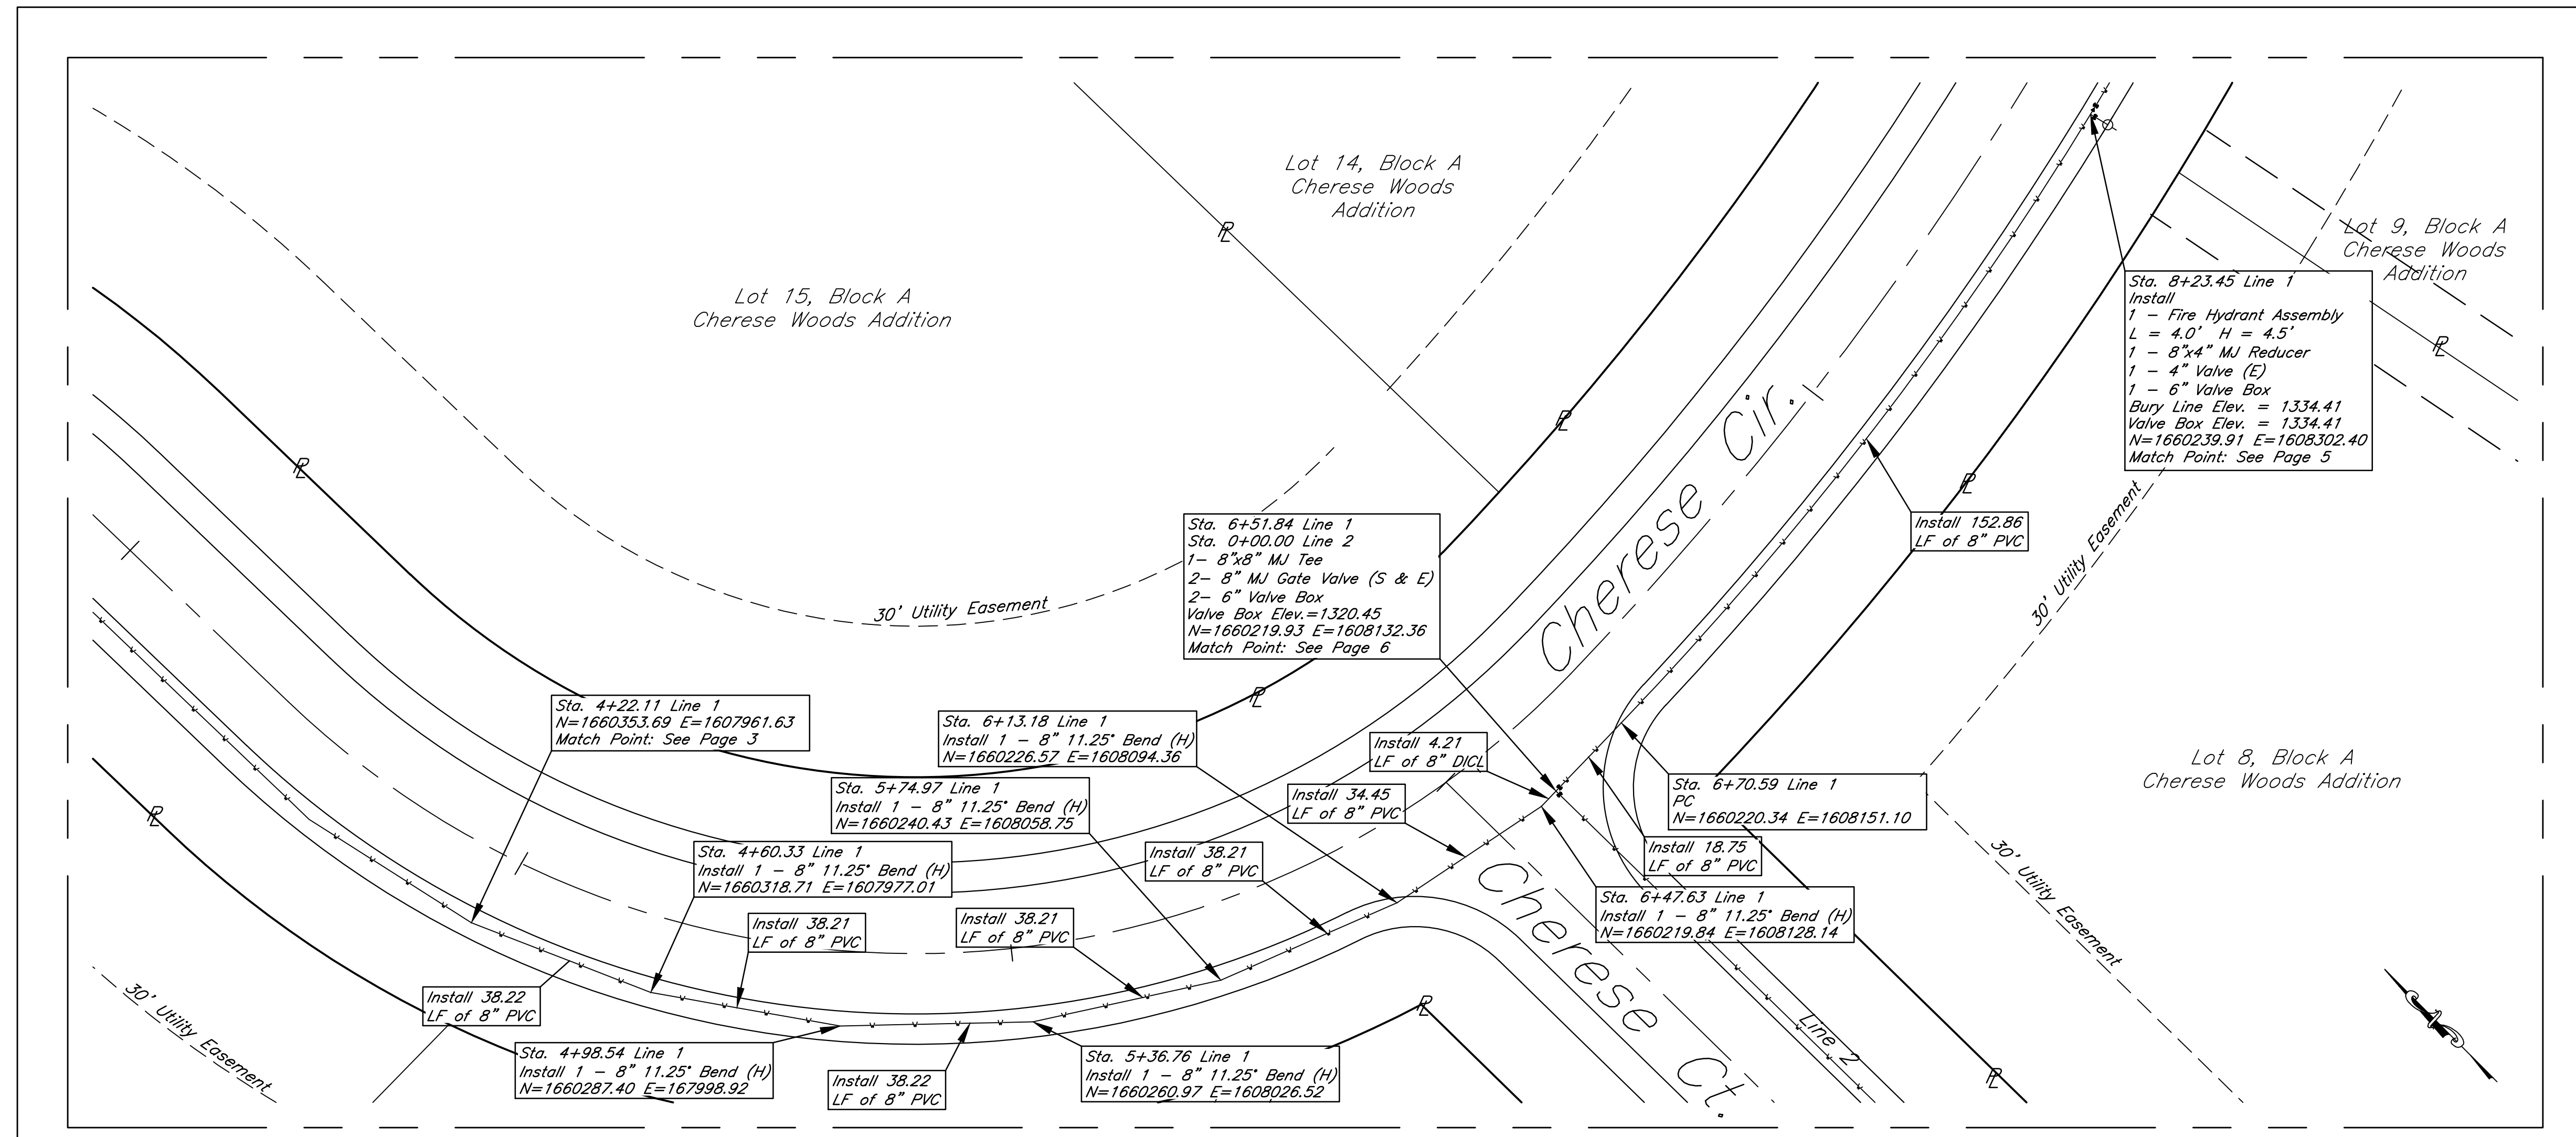 Lot 14, Block A
Cherese Woods
Addition
Lot 9, Block A
Cherese Woods
Addition
Lot 15, Block A
Cherese Woods Addition
Sta. 8+23.45 Line 1
Install
1 - Fire Hydrant Assembly
L = 4.0' H = 4.5'
1 - 8"x4" MJ Reducer
1 - 4" Valve (E)
1 - 6" Valve Box
Bury Line Elev. = 1334.41
Valve Box Elev. = 1334.41
N=1660239.91 E=1608302.40
Match Point: See Page 5
Cherese Cir.
Install 152.86
LF of 8" PVC
30' Utility Easement
Sta. 6+51.84 Line 1
Sta. 0+00.00 Line 2
1- 8"x8" MJ Tee
2- 8" MJ Gate Valve (S & E)
2- 6" Valve Box
Valve Box Elev.=1320.45
N=1660219.93 E=1608132.36
Match Point: See Page 6
30' Utility Easement
Sta. 4+22.11 Line 1
N=1660353.69 E=1607961.63
Match Point: See Page 3
Sta. 6+13.18 Line 1
Install 1 - 8" 11.25° Bend (H)
N=1660226.57 E=1608094.36
Install 4.21
LF of 8" DICL
Sta. 5+74.97 Line 1
Install 1 - 8" 11.25° Bend (H)
N=1660240.43 E=1608058.75
Install 34.45
LF of 8" PVC
Sta. 6+70.59 Line 1
PC
N=1660220.34 E=1608151.10
Lot 8, Block A
Cherese Woods Addition
Sta. 4+60.33 Line 1
Install 1 - 8" 11.25° Bend (H)
N=1660318.71 E=1607977.01
Install 38.21
LF of 8" PVC
Install 18.75
LF of 8" PVC
30' Utility Easement
Install 38.21
LF of 8" PVC
Install 38.21
LF of 8" PVC
Sta. 6+47.63 Line 1
Install 1 - 8" 11.25° Bend (H)
N=1660219.84 E=1608128.14
Cherese Ct.
Line 2
30' Utility Easement
Install 38.22
LF of 8" PVC
Sta. 4+98.54 Line 1
Install 1 - 8" 11.25° Bend (H)
N=1660287.40 E=167998.92
Install 38.22
LF of 8" PVC
Sta. 5+36.76 Line 1
Install 1 - 8" 11.25° Bend (H)
N=1660260.97 E=1608026.52